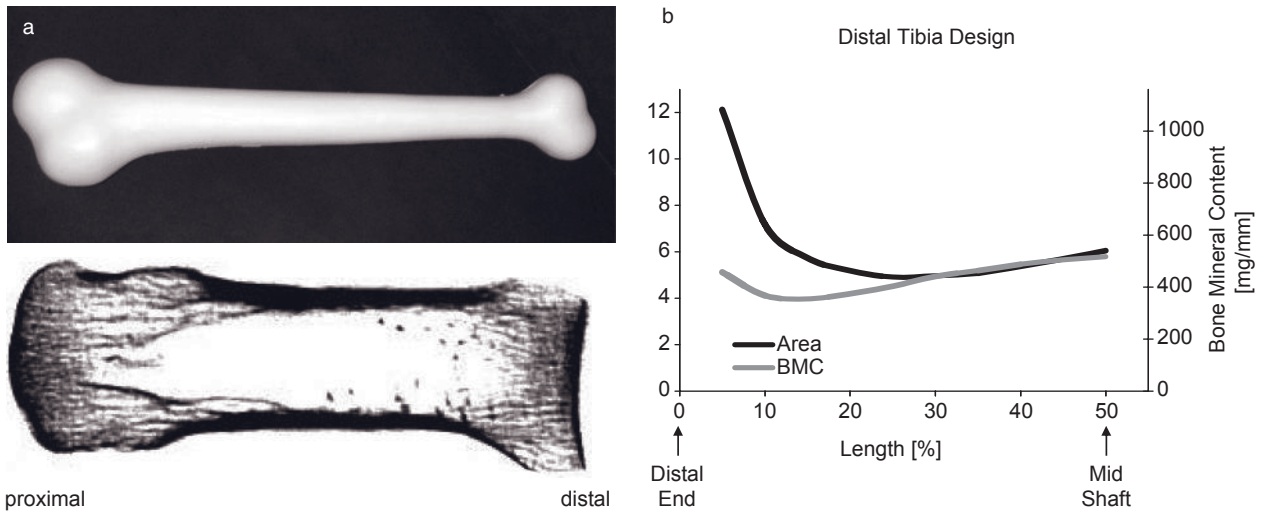 a
proximal
distal
b
Distal Tibia Design
12
10
8
6
4
2
0
1000
800
600
400
200
0
Bone Mineral Content
[mg/mm]
Area
BMC
0
10
20
30
40
50
Length [%]
Distal
End
Mid
Shaft